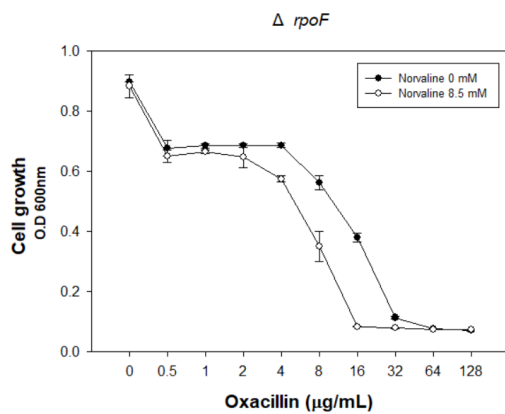 Δ rpoF
Norvaline 0 mM
Norvaline 8.5 mM
Cell growth
O.D 600nm
1.0
0.8
0.6
0.4
0.2
0.0
0 0.5 1 2 4 8 16 32 64 128
Oxacillin (μg/mL)